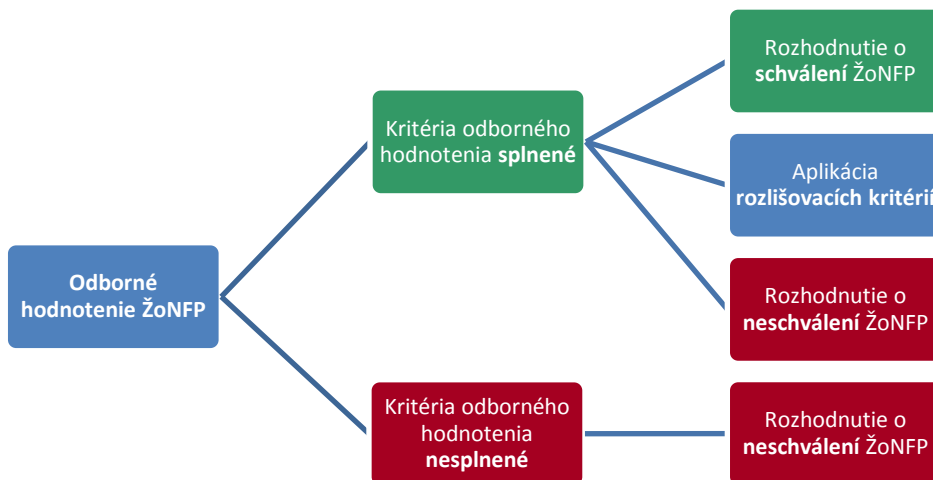 Rozhodnutie o
schválení ŽoNFP
Kritéria odborného
hodnotenia splnené
Aplikácia
rozlišovacích kritérií
Odborné
hodnotenie ŽoNFP
Rozhodnutie o
neschválení ŽoNFP
Kritéria odborného
hodnotenia
nesplnené
Rozhodnutie o
neschválení ŽoNFP